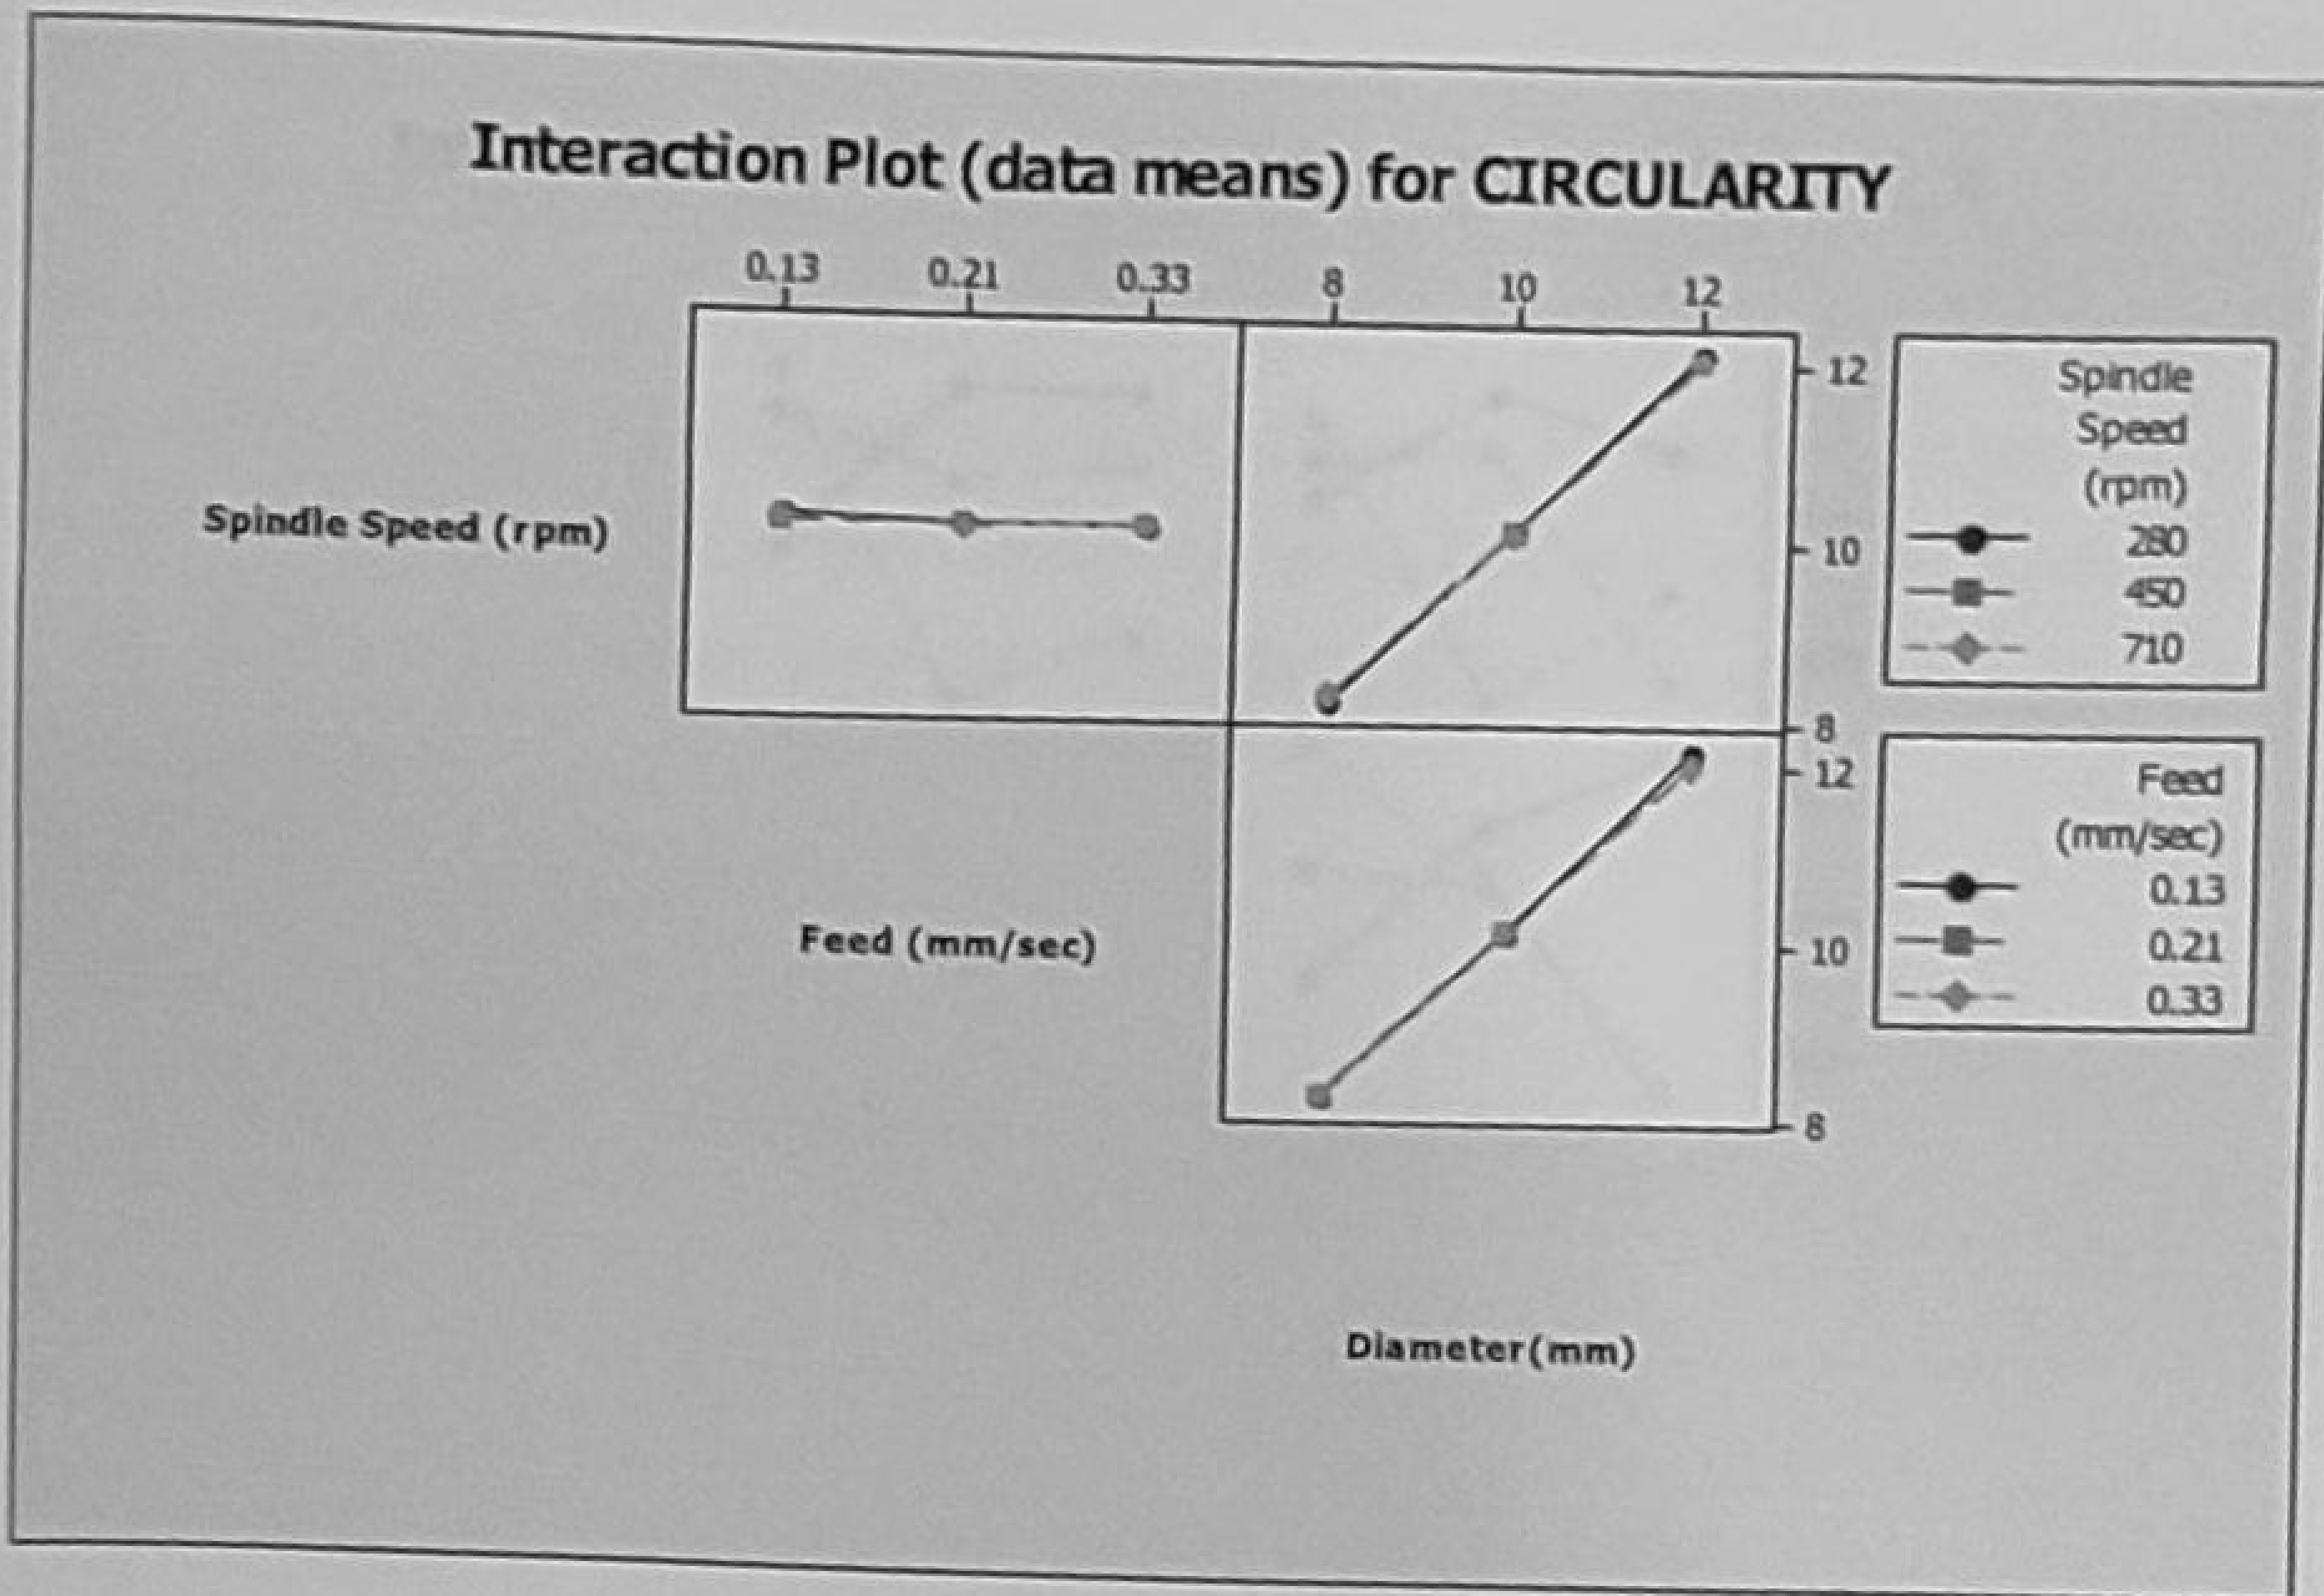 Interaction Plot (data means) for CIRCULARITY
0.13 0.21 0.33 8 10 12
Spindle Speed (rpm)
12
10
8
Spindle
Speed
(rpm)
280
450
710
Feed (mm/sec)
12
10
8
Feed
(mm/sec)
0.13
0.21
0.33
Diameter(mm)